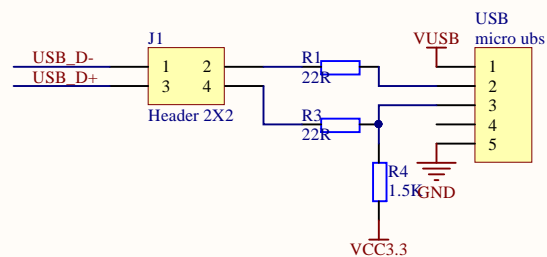 USB
micro ubs
J1
VUSB
USB_D-
USB_D+
1 2
3 4
Header 2X2
R1
22R
R3
22R
1
2
3
4
5
R4
1.5K
GND
VCC3.3